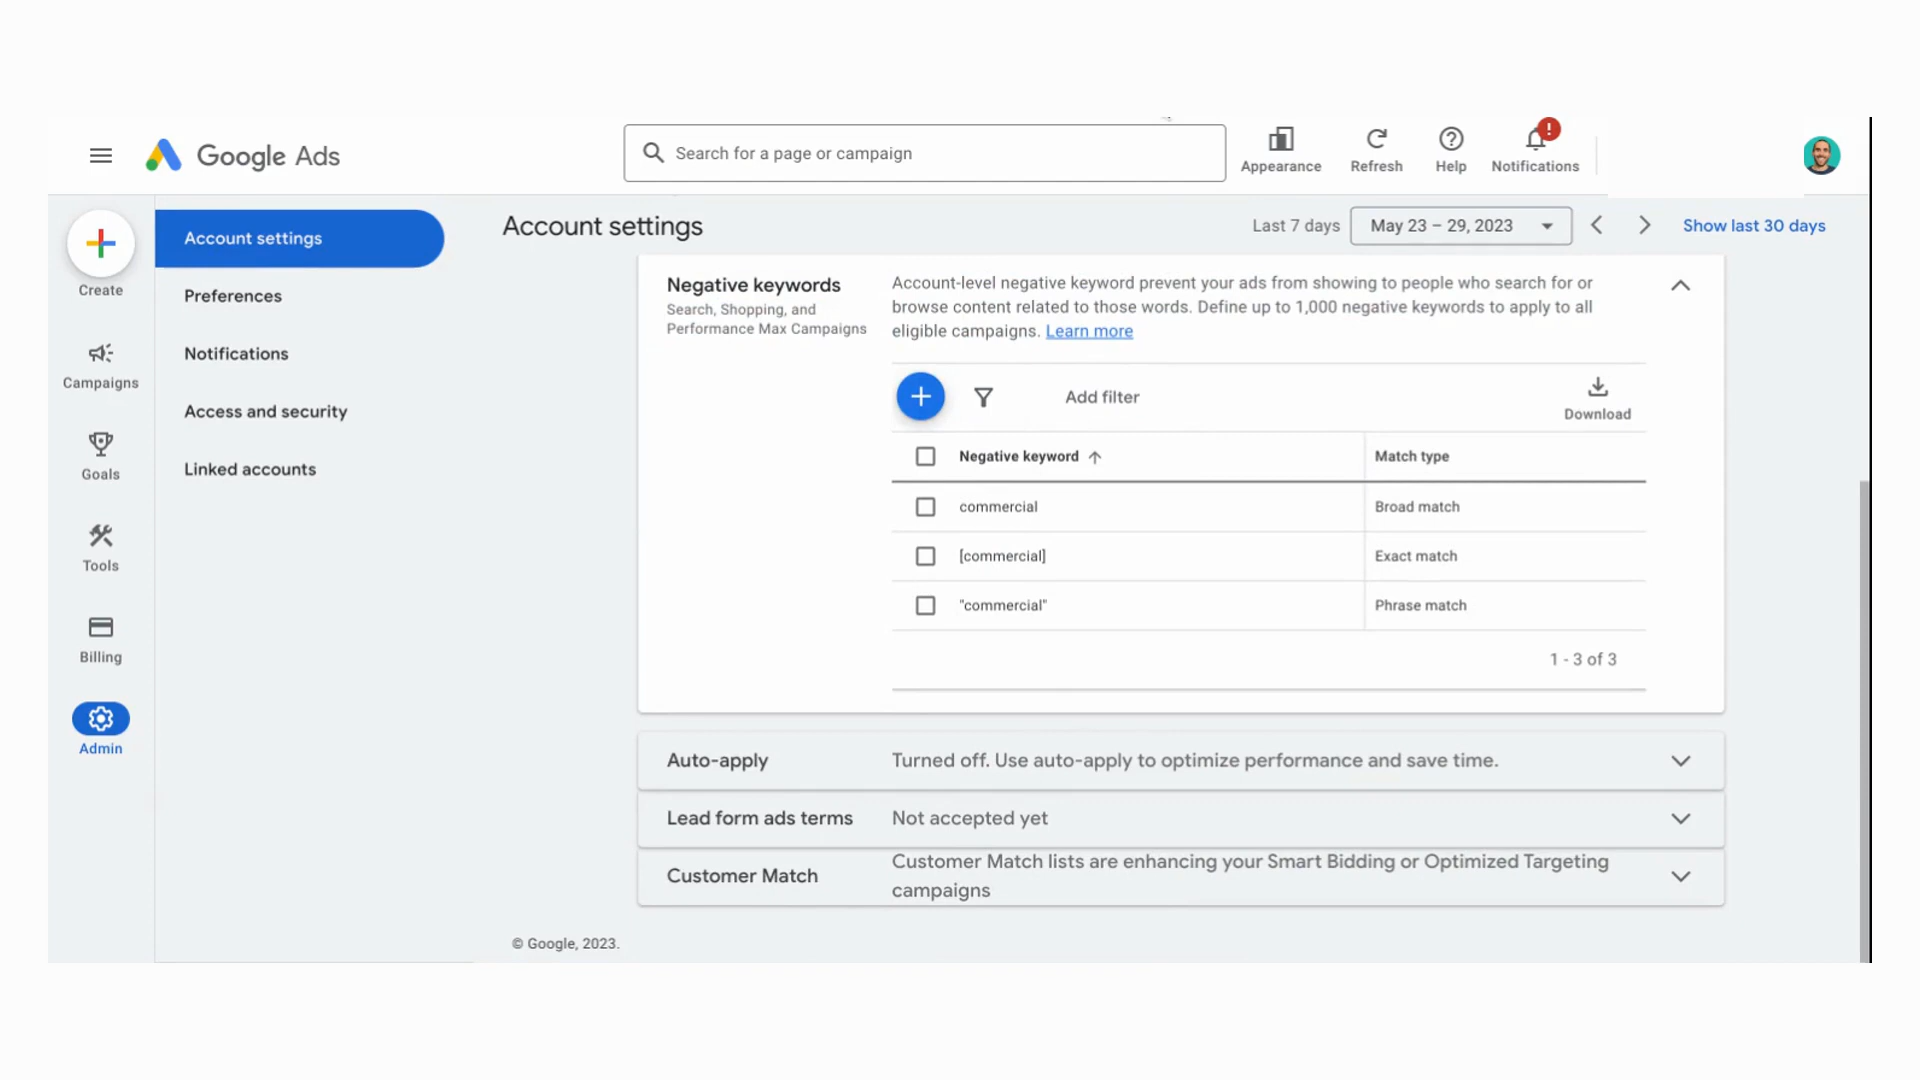 Google Ads
Search for a page or campaign
Appearance
Refresh
Help
!
Notifications
Create
Campaigns
Goals
Tools
Billing
Admin
Account settings
Preferences
Notifications
Access and security
Linked accounts
Account settings
Last 7 days
May 23 – 29, 2023
Show last 30 days
Negative keywords
Search, Shopping, and
Performance Max Campaigns
Account-level negative keyword prevent your ads from showing to people who search for or
browse content related to those words. Define up to 1,000 negative keywords to apply to all
eligible campaigns. Learn more
Add filter
Download
Negative keyword
Match type
commercial
Broad match
[commercial]
Exact match
"commercial"
Phrase match
1 - 3 of 3
Auto-apply
Turned off. Use auto-apply to optimize performance and save time.
Lead form ads terms
Not accepted yet
Customer Match
Customer Match lists are enhancing your Smart Bidding or Optimized Targeting
campaigns
© Google, 2023.